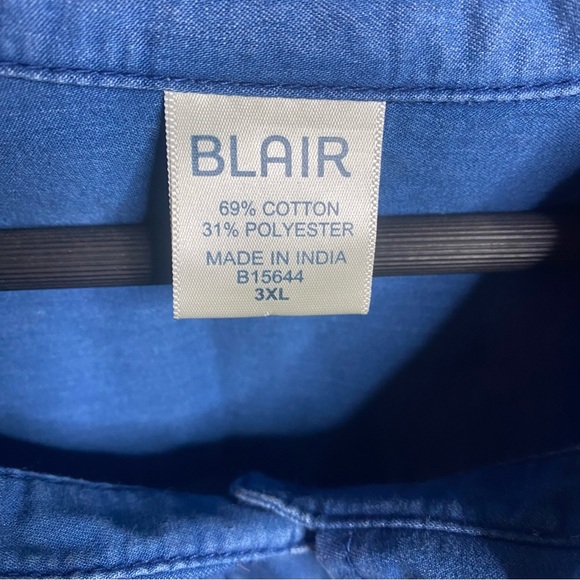 BLAIR
69% COTTON
31% POLYESTER
MADE IN INDIA
B15644
3XL